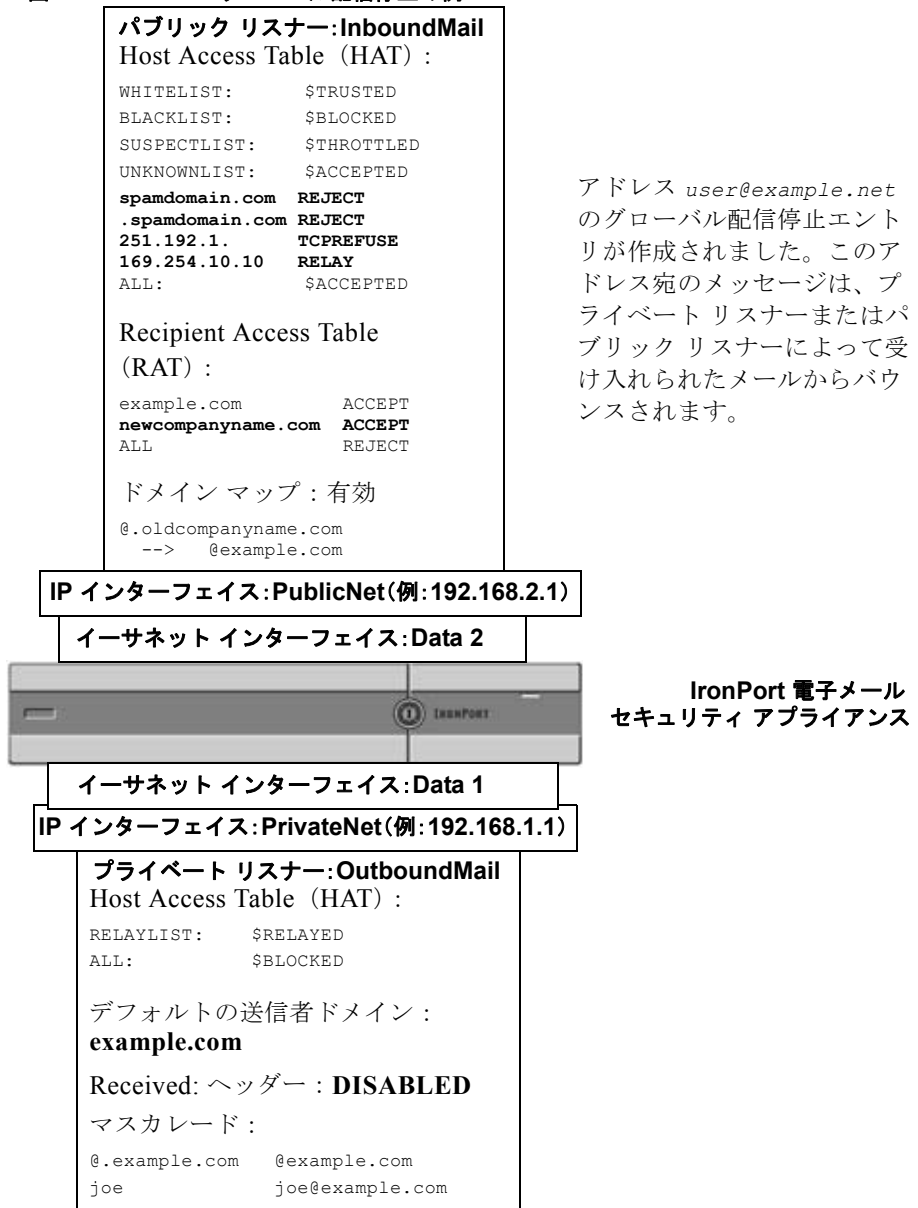 パブリック リスナー：InboundMail
Host Access Table（HAT）:
WHITELIST: $TRUSTED
BLACKLIST: $BLOCKED
SUSPECTLIST: $THROTTLED
UNKNOWNLIST: $ACCEPTED
spamdomain.com REJECT
.spamdomain.com REJECT
251.192.1. TCPREFUSE
169.254.10.10 RELAY
ALL: $ACCEPTED
Recipient Access Table
（RAT）:
example.com ACCEPT
newcompanyname.com ACCEPT
ALL REJECT
ドメイン マップ：有効
@.oldcompanyname.com
--> @example.com
アドレス user@example.net
のグローバル配信停止エント
リが作成されました。このア
ドレス宛のメッセージは、プ
ライベート リスナーまたはパ
ブリック リスナーによって受
け入れられたメールからバウ
ンスされます。
IP インターフェイス：PublicNet（例：192.168.2.1）
イーサネット インターフェイス：Data 2
IRONPORT
IronPort 電子メール
セキュリティ アプライアンス
イーサネット インターフェイス：Data 1
IP インターフェイス：PrivateNet（例：192.168.1.1）
プライベート リスナー：OutboundMail
Host Access Table（HAT）:
RELAYLIST: $RELAYED
ALL: $BLOCKED
デフォルトの送信者ドメイン：
example.com
Received: ヘッダー：DISABLED
マスカレード：
@.example.com @example.com
joe joe@example.com